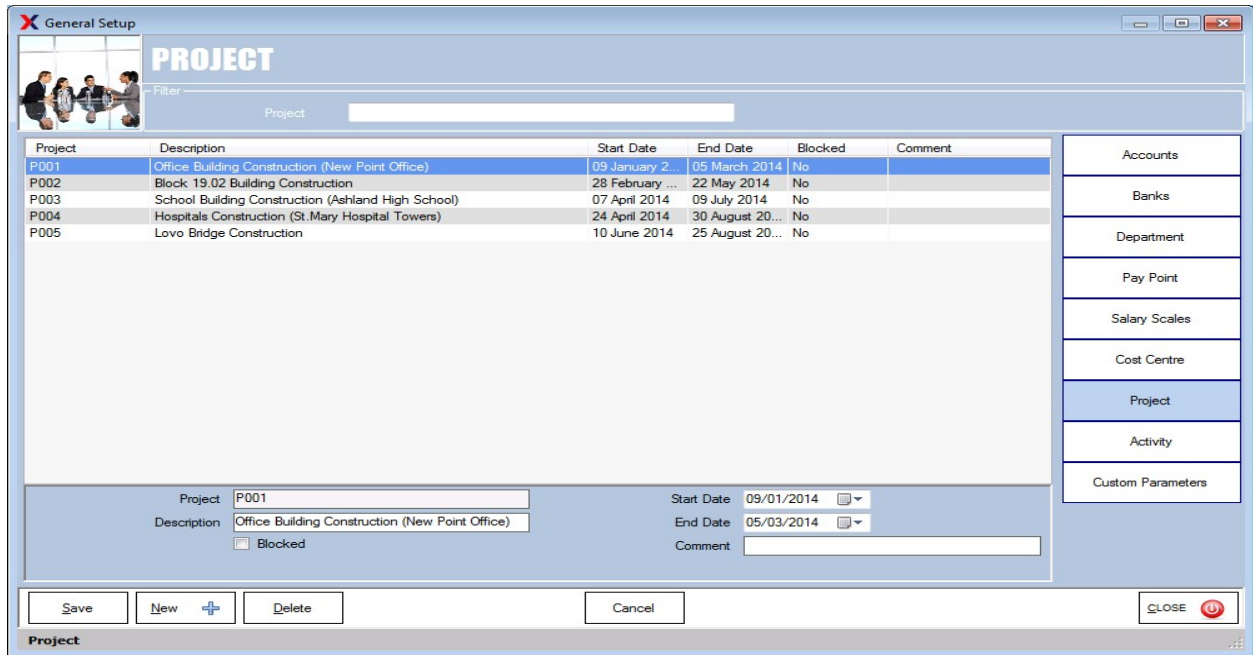 General Setup
PROJECT
Filter
Project
Project Description Start Date End Date Blocked Comment
P001 Office Building Construction (New Point Office) 09 January 2... 05 March 2014 No
P002 Block 19.02 Building Construction 28 February ... 22 May 2014 No
P003 School Building Construction (Ashland High School) 07 April 2014 09 July 2014 No
P004 Hospitals Construction (St.Mary Hospital Towers) 24 April 2014 30 August 20... No
P005 Lovo Bridge Construction 10 June 2014 25 August 20... No
Accounts
Banks
Department
Pay Point
Salary Scales
Cost Centre
Project
Activity
Custom Parameters
Project P001 Start Date 09/01/2014
Description Office Building Construction (New Point Office) End Date 05/03/2014
Blocked Comment
Save New Delete Cancel CLOSE
Project